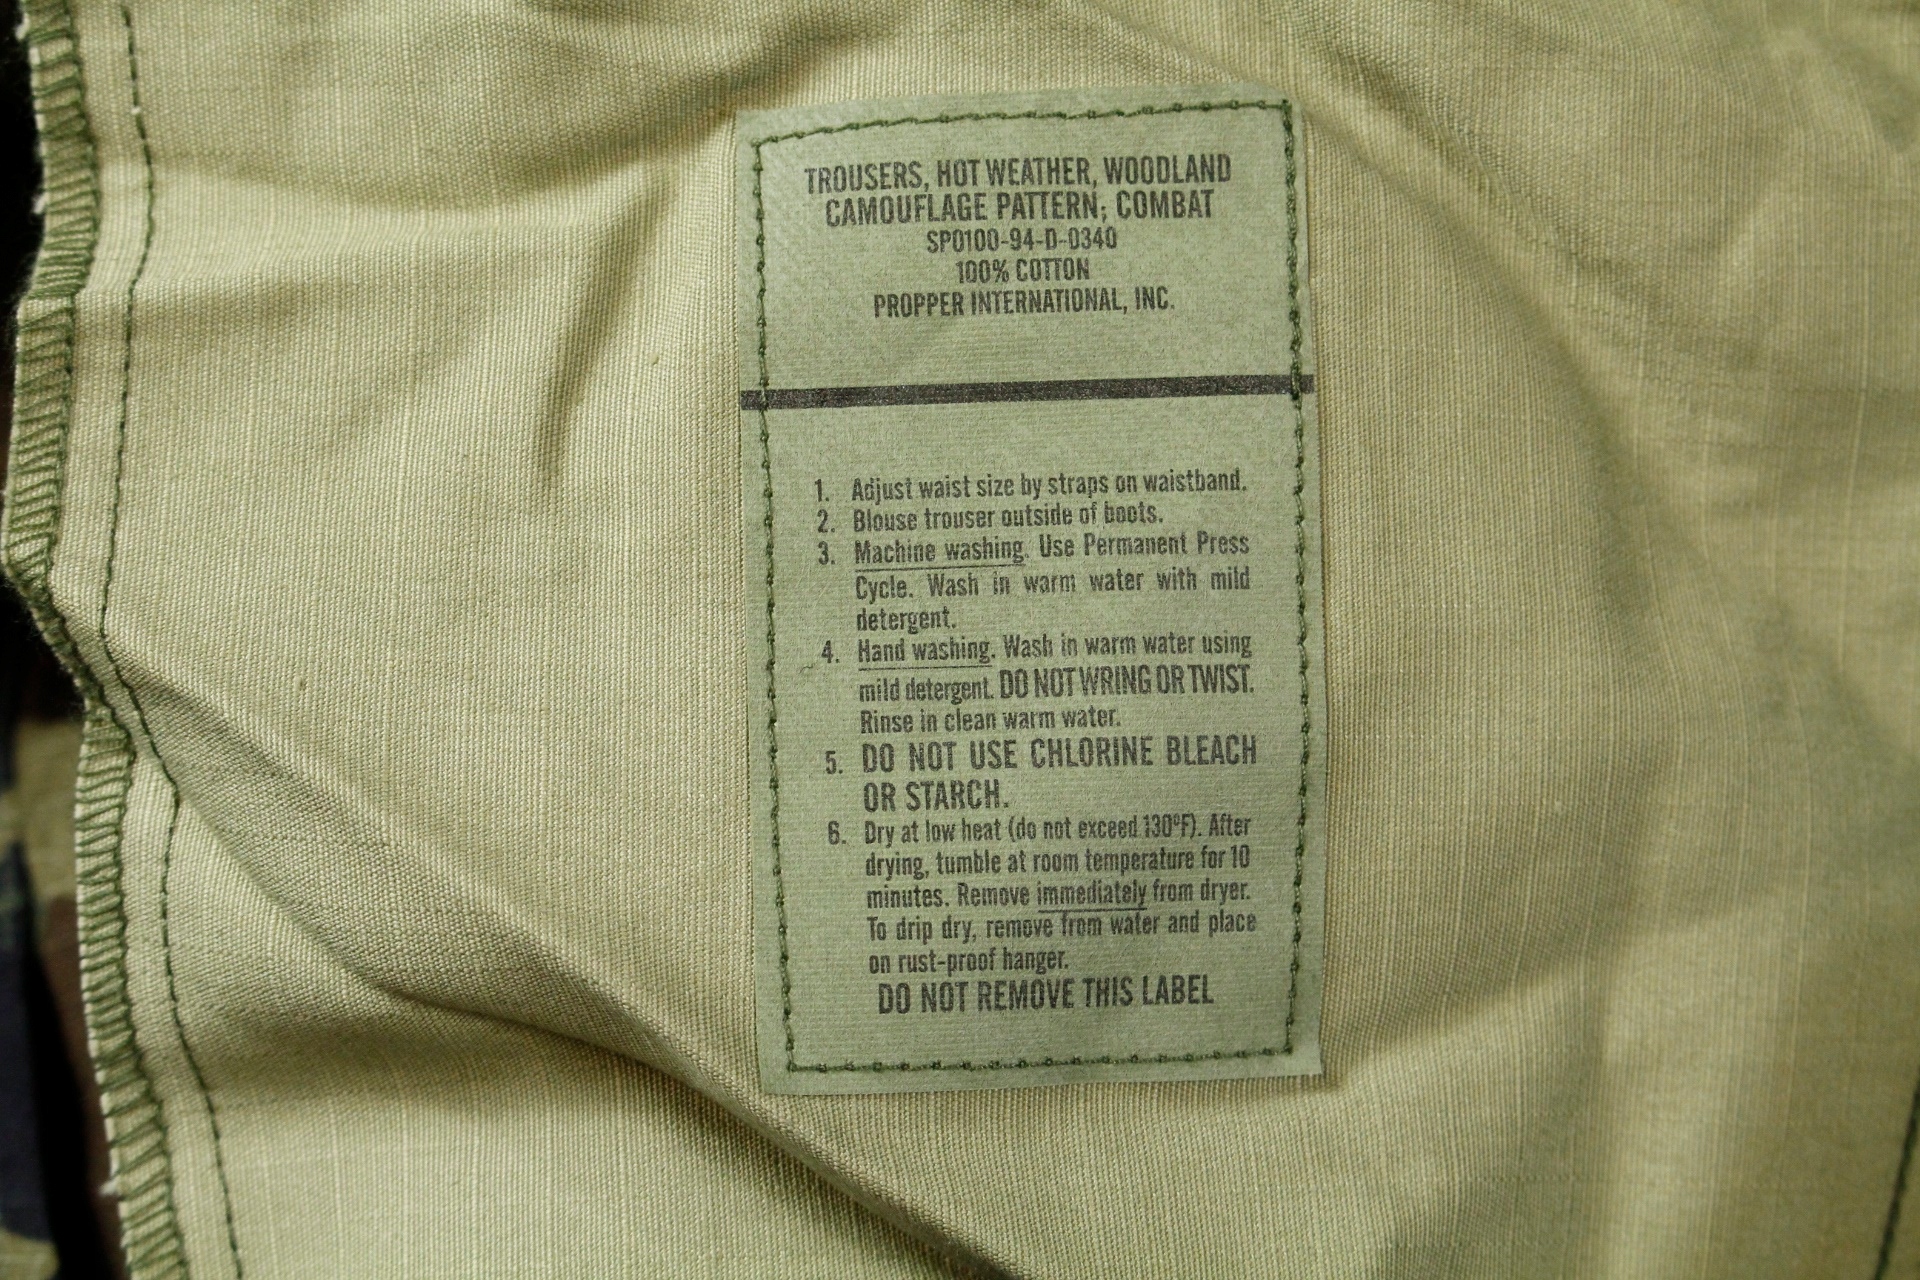 TROUSERS, HOT WEATHER, WOODLAND
CAMOUFLAGE PATTERN; COMBAT
SP0100-94-D-0340
100% COTTON
PROPPER INTERNATIONAL, INC.
1. Adjust waist size by straps on waistband.
2. Blouse trouser outside of boots.
3. Machine washing. Use Permanent Press
Cycle. Wash in warm water with mild
detergent.
4. Hand washing. Wash in warm water using
mild detergent. DO NOT WRING OR TWIST.
Rinse in clean warm water.
5. DO NOT USE CHLORINE BLEACH
OR STARCH.
6. Dry at low heat (do not exceed 130ºF). After
drying, tumble at room temperature for 10
minutes. Remove immediately from dryer.
To drip dry, remove from water and place
on rust-proof hanger.
DO NOT REMOVE THIS LABEL